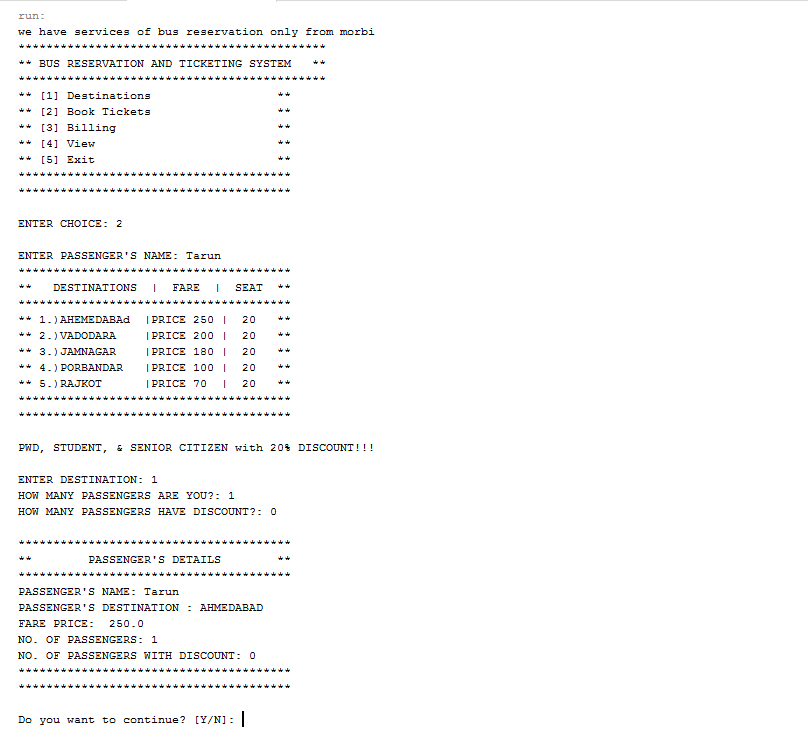 run:
we have services of bus reservation only from morbi
********************************************
** BUS RESERVATION AND TICKETING SYSTEM   **
********************************************
** [1] Destinations                  **
** [2] Book Tickets                  **
** [3] Billing                       **
** [4] View                          **
** [5] Exit                          **
***************************************
***************************************
ENTER CHOICE: 2
ENTER PASSENGER'S NAME: Tarun
***************************************
**   DESTINATIONS  |  FARE  |  SEAT  **
***************************************
** 1.)AHEMEDABAd  |PRICE 250 |  20   **
** 2.)VADODARA    |PRICE 200 |  20   **
** 3.)JAMNAGAR    |PRICE 180 |  20   **
** 4.)PORBANDAR   |PRICE 100 |  20   **
** 5.)RAJKOT      |PRICE 70  |  20   **
***************************************
***************************************
PWD, STUDENT, & SENIOR CITIZEN with 20% DISCOUNT!!!
ENTER DESTINATION: 1
HOW MANY PASSENGERS ARE YOU?: 1
HOW MANY PASSENGERS HAVE DISCOUNT?: 0
***************************************
**        PASSENGER'S DETAILS        **
***************************************
PASSENGER'S NAME: Tarun
PASSENGER'S DESTINATION : AHMEDABAD
FARE PRICE:  250.0
NO. OF PASSENGERS: 1
NO. OF PASSENGERS WITH DISCOUNT: 0
***************************************
***************************************
Do you want to continue? [Y/N]: